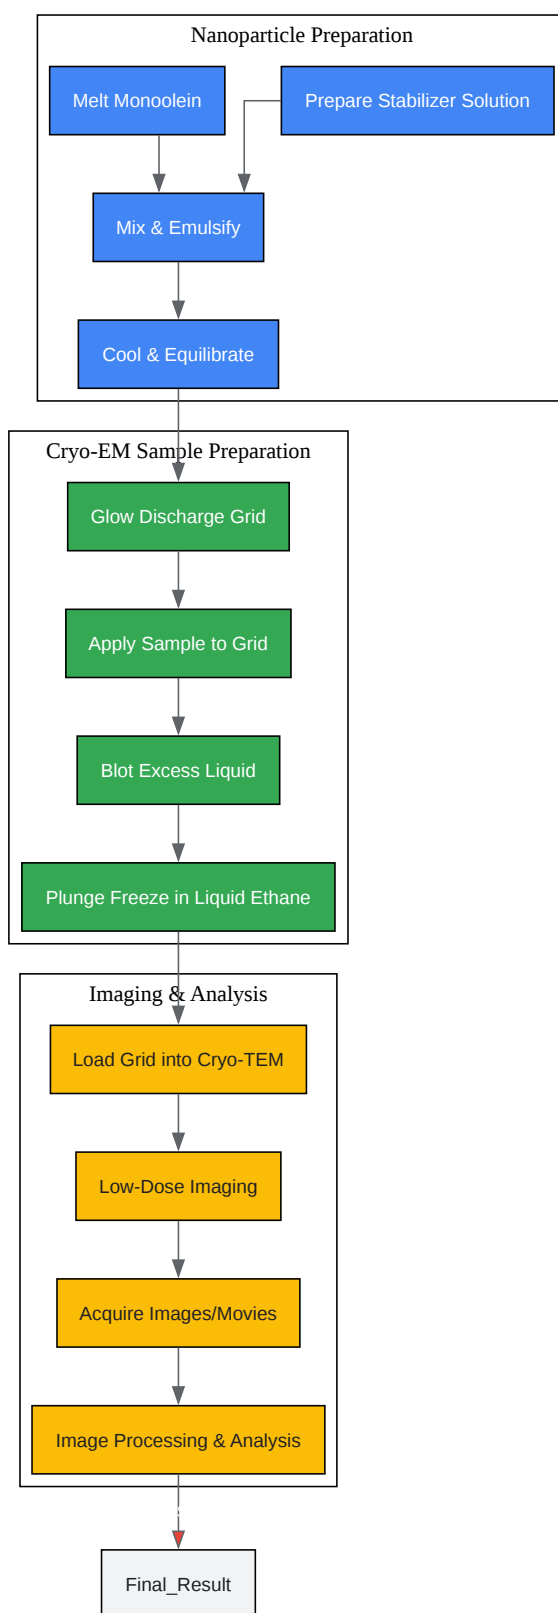 Nanoparticle Preparation
Melt Monoolein
Prepare Stabilizer Solution
Mix & Emulsify
Cool & Equilibrate
Cryo-EM Sample Preparation
Glow Discharge Grid
Apply Sample to Grid
Blot Excess Liquid
Plunge Freeze in Liquid Ethane
Imaging & Analysis
Load Grid into Cryo-TEM
Low-Dose Imaging
Acquire Images/Movies
Image Processing & Analysis
Final_Result